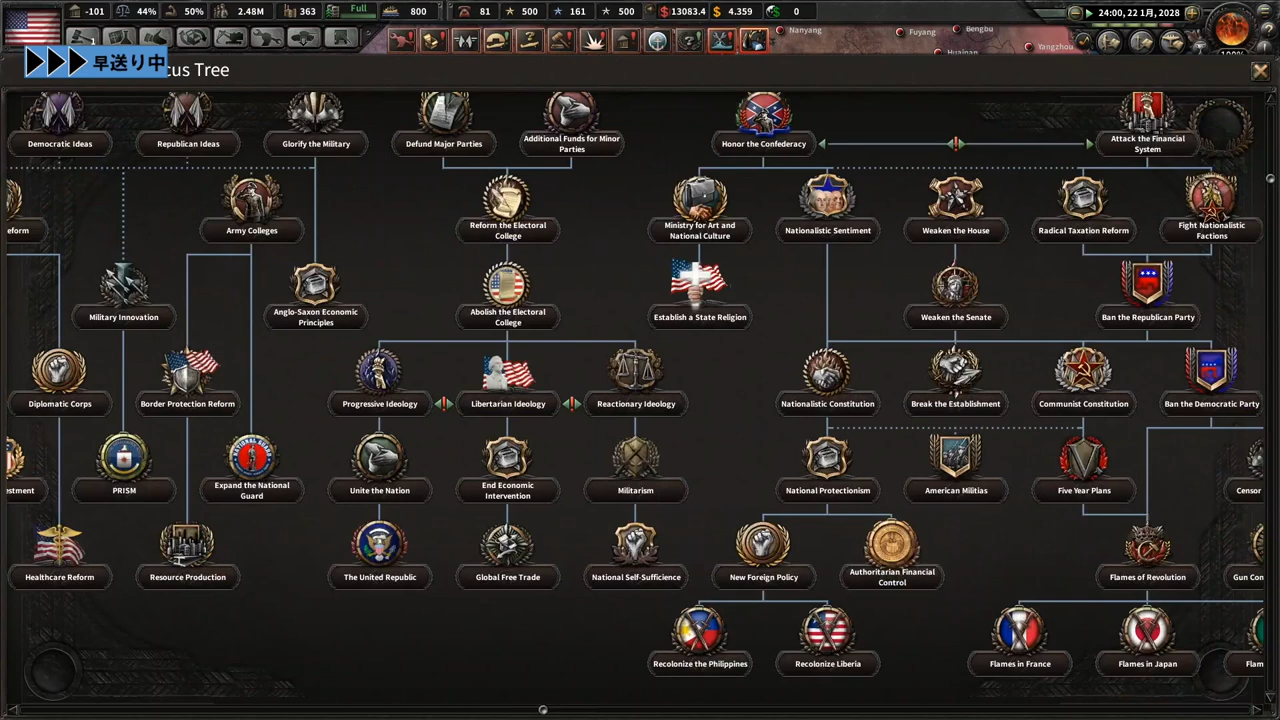 -101
44%
50%
2.48M
363
Full
800
81
500
161
500
13083.4
4.359
0
24:00, 22 1月, 2028
1
Nanyang
Fuyang
Bengbu
Huainan
Yangzhou
100%
早送り中
cus Tree
Democratic Ideas
Republican Ideas
Glorify the Military
Defund Major Parties
Additional Funds for Minor
Parties
Honor the Confederacy
Attack the Financial
System
eform
Army Colleges
Reform the Electoral
College
Ministry for Art and
National Culture
Nationalistic Sentiment
Weaken the House
Radical Taxation Reform
Fight Nationalistic
Factions
Military Innovation
Anglo-Saxon Economic
Principles
Abolish the Electoral
College
Establish a State Religion
Weaken the Senate
Ban the Republican Party
Diplomatic Corps
Border Protection Reform
Progressive Ideology
Libertarian Ideology
Reactionary Ideology
Nationalistic Constitution
Break the Establishment
Communist Constitution
Ban the Democratic Party
NATIONAL GUARD
estment
PRISM
Expand the National
Guard
Unite the Nation
End Economic
Intervention
Militarism
National Protectionism
American Militias
Five Year Plans
Censor
Healthcare Reform
Resource Production
The United Republic
Global Free Trade
National Self-Sufficience
New Foreign Policy
Authoritarian Financial
Control
Flames of Revolution
Gun Con
Recolonize the Philippines
Recolonize Liberia
Flames in France
Flames in Japan
Flam